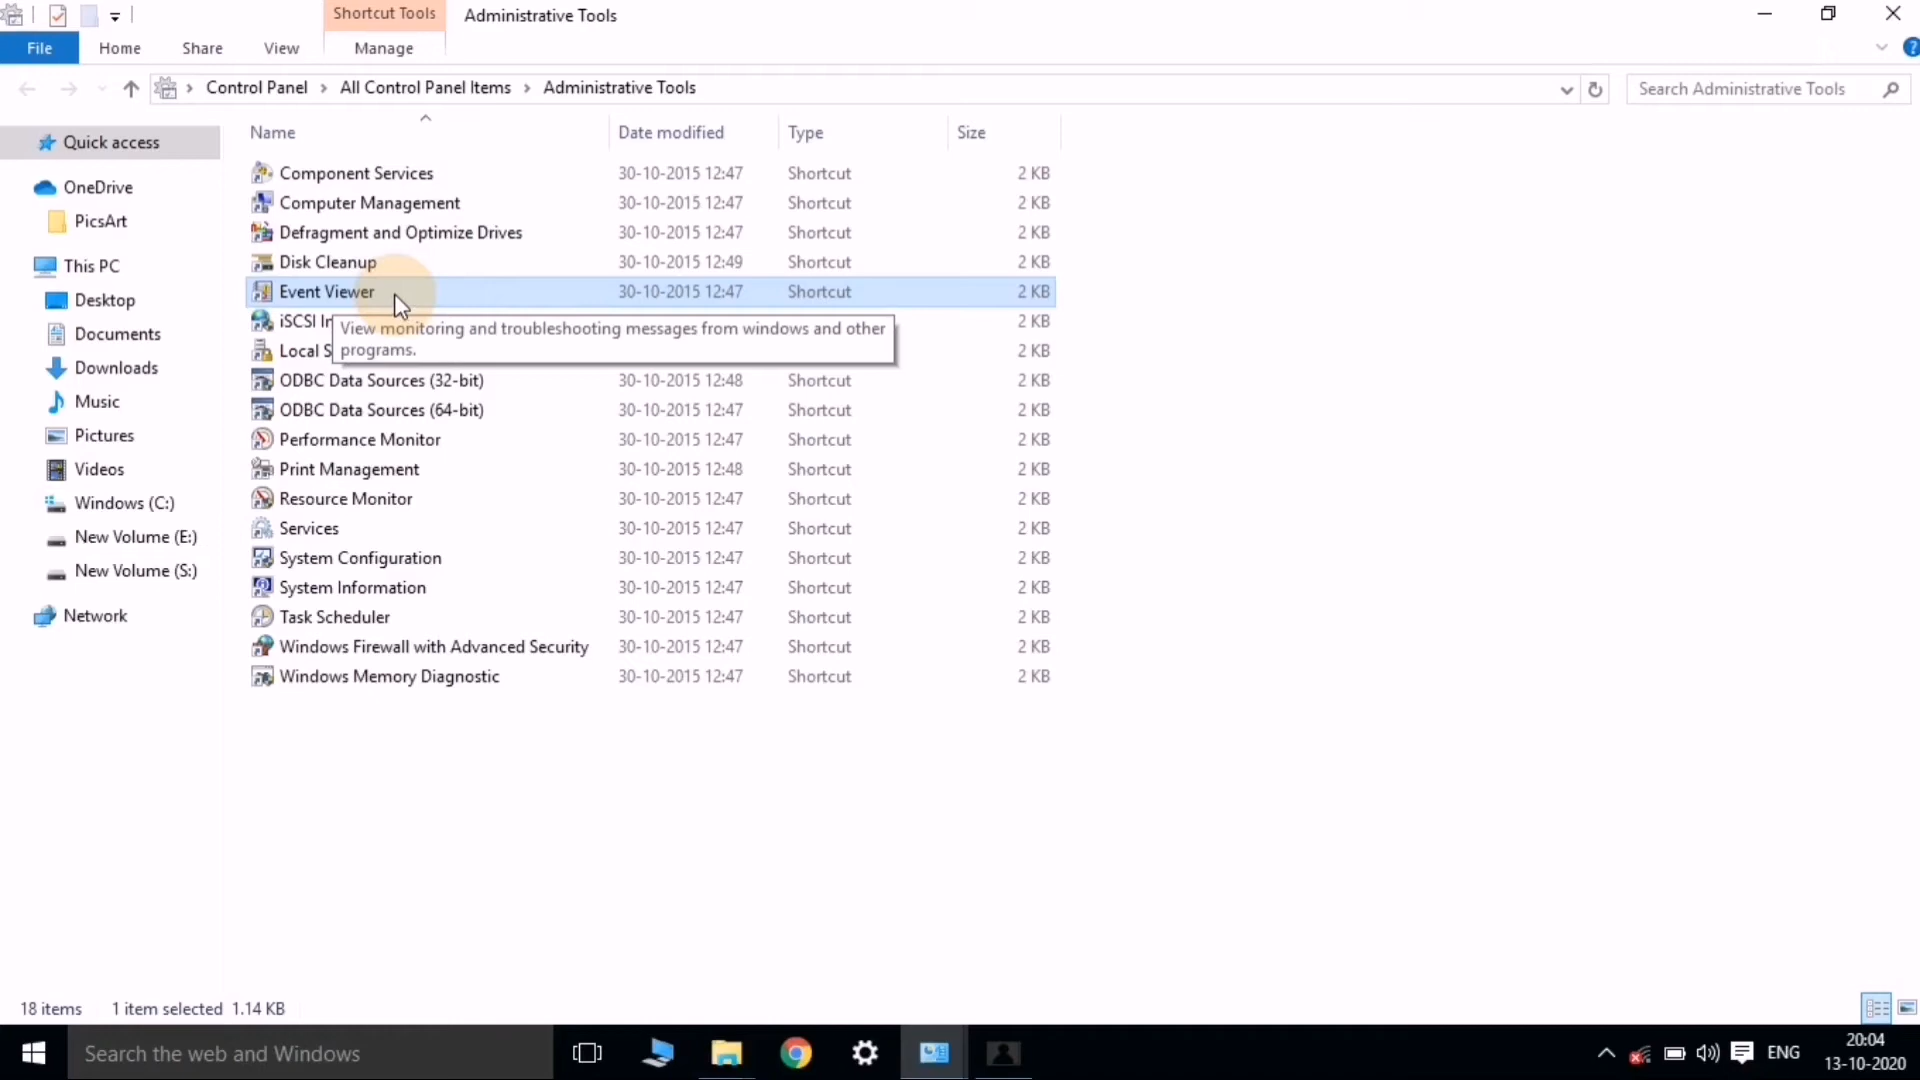 Shortcut Tools
Administrative Tools
File
Home
Share
View
Manage
Control Panel
All Control Panel Items
Administrative Tools
Search Administrative Tools
Name
Date modified
Type
Size
Quick access
OneDrive
PicsArt
This PC
Desktop
Documents
Downloads
Music
Pictures
Videos
Windows (C:)
New Volume (E:)
New Volume (S:)
Network
Component Services 30-10-2015 12:47 Shortcut 2 KB
Computer Management 30-10-2015 12:47 Shortcut 2 KB
Defragment and Optimize Drives 30-10-2015 12:47 Shortcut 2 KB
Disk Cleanup 30-10-2015 12:49 Shortcut 2 KB
Event Viewer 30-10-2015 12:47 Shortcut 2 KB
iSCSI 2 KB
View monitoring and troubleshooting messages from windows and other
programs.
Local 2 KB
ODBC Data Sources (32-bit) 30-10-2015 12:48 Shortcut 2 KB
ODBC Data Sources (64-bit) 30-10-2015 12:47 Shortcut 2 KB
Performance Monitor 30-10-2015 12:47 Shortcut 2 KB
Print Management 30-10-2015 12:48 Shortcut 2 KB
Resource Monitor 30-10-2015 12:47 Shortcut 2 KB
Services 30-10-2015 12:47 Shortcut 2 KB
System Configuration 30-10-2015 12:47 Shortcut 2 KB
System Information 30-10-2015 12:47 Shortcut 2 KB
Task Scheduler 30-10-2015 12:47 Shortcut 2 KB
Windows Firewall with Advanced Security 30-10-2015 12:47 Shortcut 2 KB
Windows Memory Diagnostic 30-10-2015 12:47 Shortcut 2 KB
18 items 1 item selected 1.14 KB
Search the web and Windows
ENG
20:04
13-10-2020